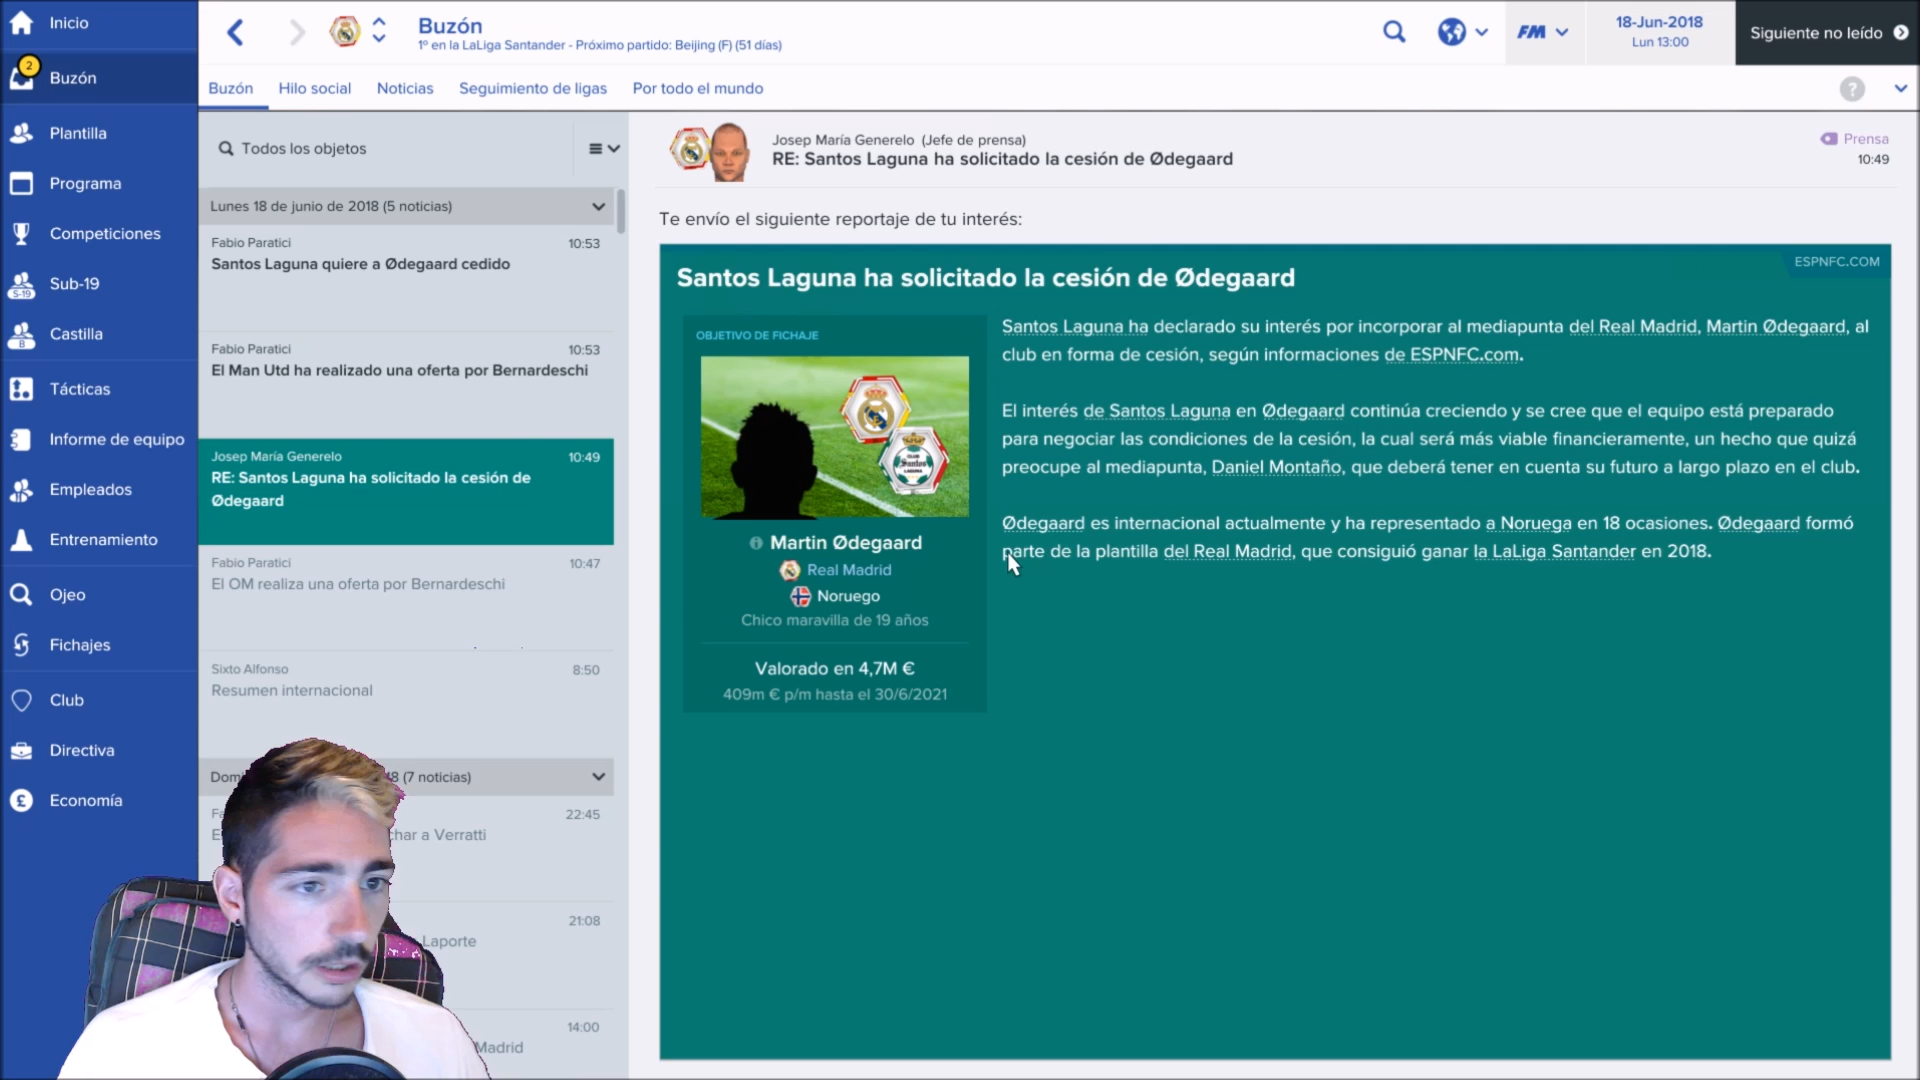 Inicio
Buzón
2
Plantilla
Programa
Competiciones
Sub-19
S-19
Castilla
B
Tácticas
Informe de equipo
Empleados
Entrenamiento
Ojeo
Fichajes
Club
Directiva
Economía
Buzón
1º en la LaLiga Santander - Próximo partido: Beijing (F) (51 días)
FM
18-Jun-2018
Lun 13:00
Siguiente no leído
Buzón
Hilo social
Noticias
Seguimiento de ligas
Por todo el mundo
?
Todos los objetos
Lunes 18 de junio de 2018 (5 noticias)
Fabio Paratici
10:53
Santos Laguna quiere a Ødegaard cedido
Fabio Paratici
10:53
El Man Utd ha realizado una oferta por Bernardeschi
Josep María Generelo
10:49
RE: Santos Laguna ha solicitado la cesión de
Ødegaard
Fabio Paratici
10:47
El OM realiza una oferta por Bernardeschi
Sixto Alfonso
8:50
Resumen internacional
(7 noticias)
22:45
a Verratti
21:08
Laporte
14:00
Madrid
Josep María Generelo (Jefe de prensa)
RE: Santos Laguna ha solicitado la cesión de Ødegaard
Prensa
10:49
Te envío el siguiente reportaje de tu interés:
Santos Laguna ha solicitado la cesión de Ødegaard
ESPNFC.COM
OBJETIVO DE FICHAJE
Martin Ødegaard
Real Madrid
Noruego
Chico maravilla de 19 años
Valorado en 4,7M €
409m € p/m hasta el 30/6/2021
Santos Laguna ha declarado su interés por incorporar al mediapunta del Real Madrid, Martin Ødegaard, al
club en forma de cesión, según informaciones de ESPNFC.com.
El interés de Santos Laguna en Ødegaard continúa creciendo y se cree que el equipo está preparado
para negociar las condiciones de la cesión, la cual será más viable financieramente, un hecho que quizá
preocupe al mediapunta, Daniel Montaño, que deberá tener en cuenta su futuro a largo plazo en el club.
Ødegaard es internacional actualmente y ha representado a Noruega en 18 ocasiones. Ødegaard formó
parte de la plantilla del Real Madrid, que consiguió ganar la LaLiga Santander en 2018.